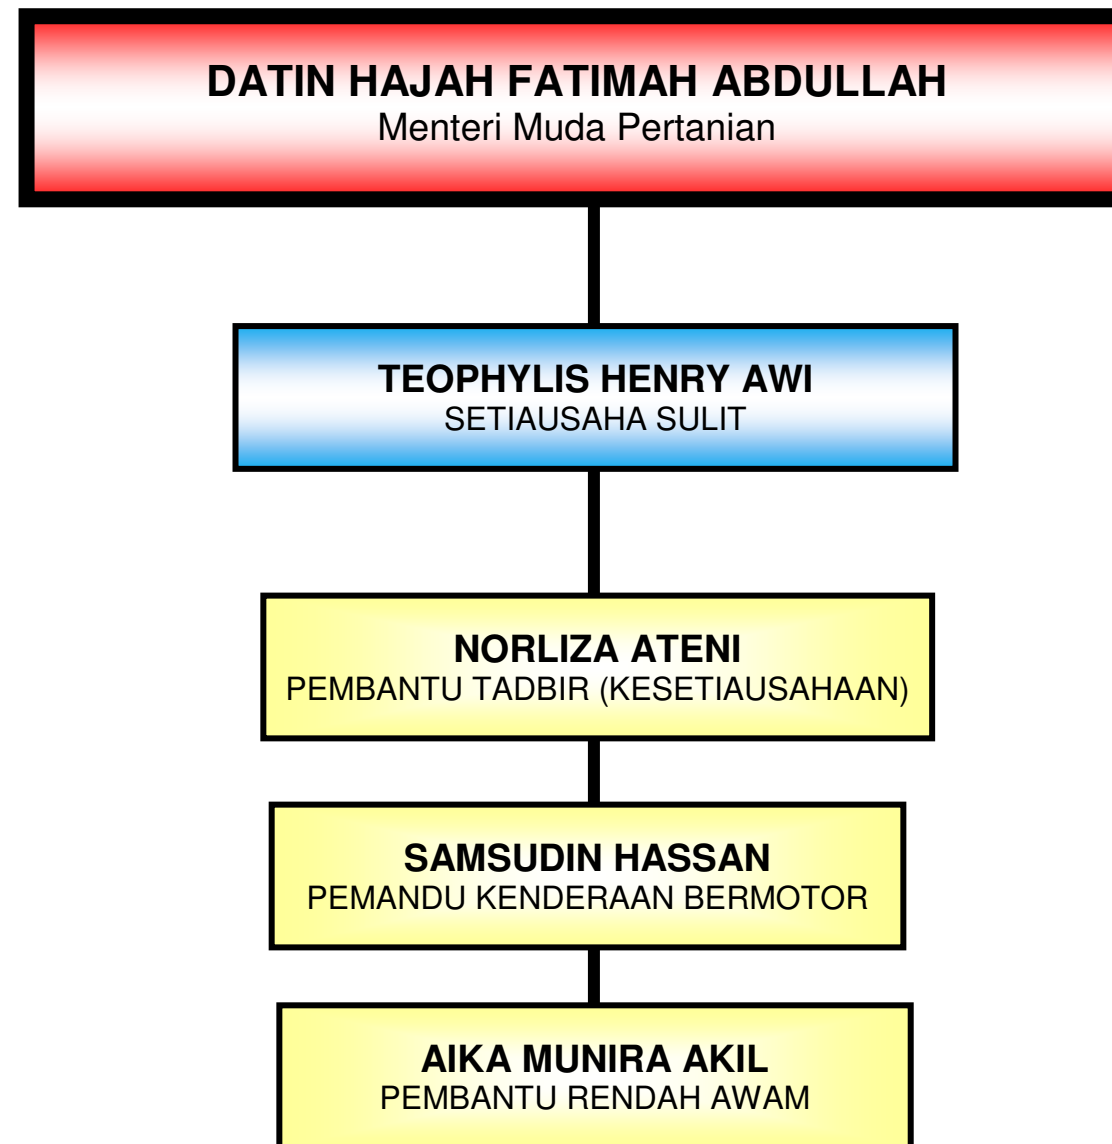 DATIN HAJAH FATIMAH ABDULLAH
Menteri Muda Pertanian
TEOPHYLIS HENRY AWI
SETIAUSAHA SULIT
NORLIZA ATENI
PEMBANTU TADBIR (KESETIAUSAHAAN)
SAMSUDIN HASSAN
PEMANDU KENDERAAN BERMOTOR
AIKA MUNIRA AKIL
PEMBANTU RENDAH AWAM